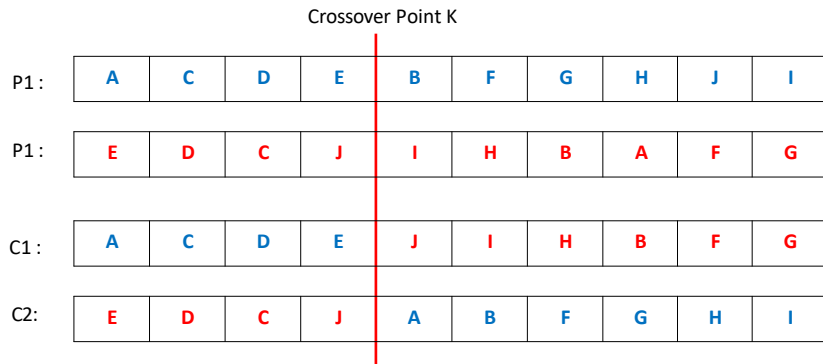 Crossover Point K
P1 : A C D E B F G H J I
P1 : E D C J I H B A F G
C1 : A C D E J I H B F G
C2: E D C J A B F G H I